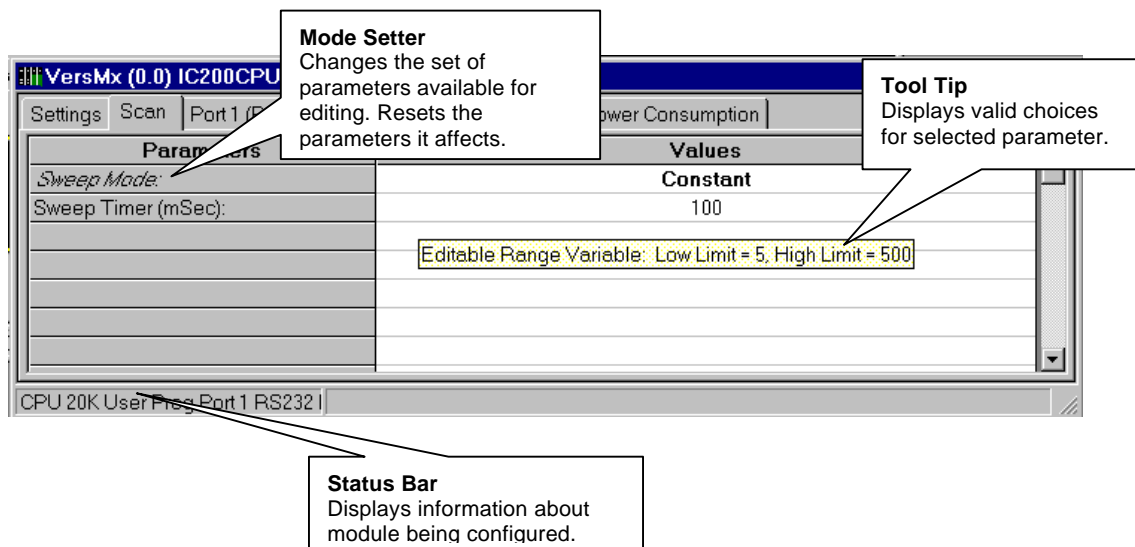 Mode Setter
Changes the set of
parameters available for
editing. Resets the
parameters it affects.
VersMx (0.0) IC200CPU
Tool Tip
Displays valid choices
for selected parameter.
Settings Scan Port 1 ower Consumption
Parameters Values
Sweep Mode: Constant
Sweep Timer (mSec): 100
Editable Range Variable: Low Limit = 5, High Limit = 500
CPU 20K User Prog Port 1 RS232
Status Bar
Displays information about
module being configured.